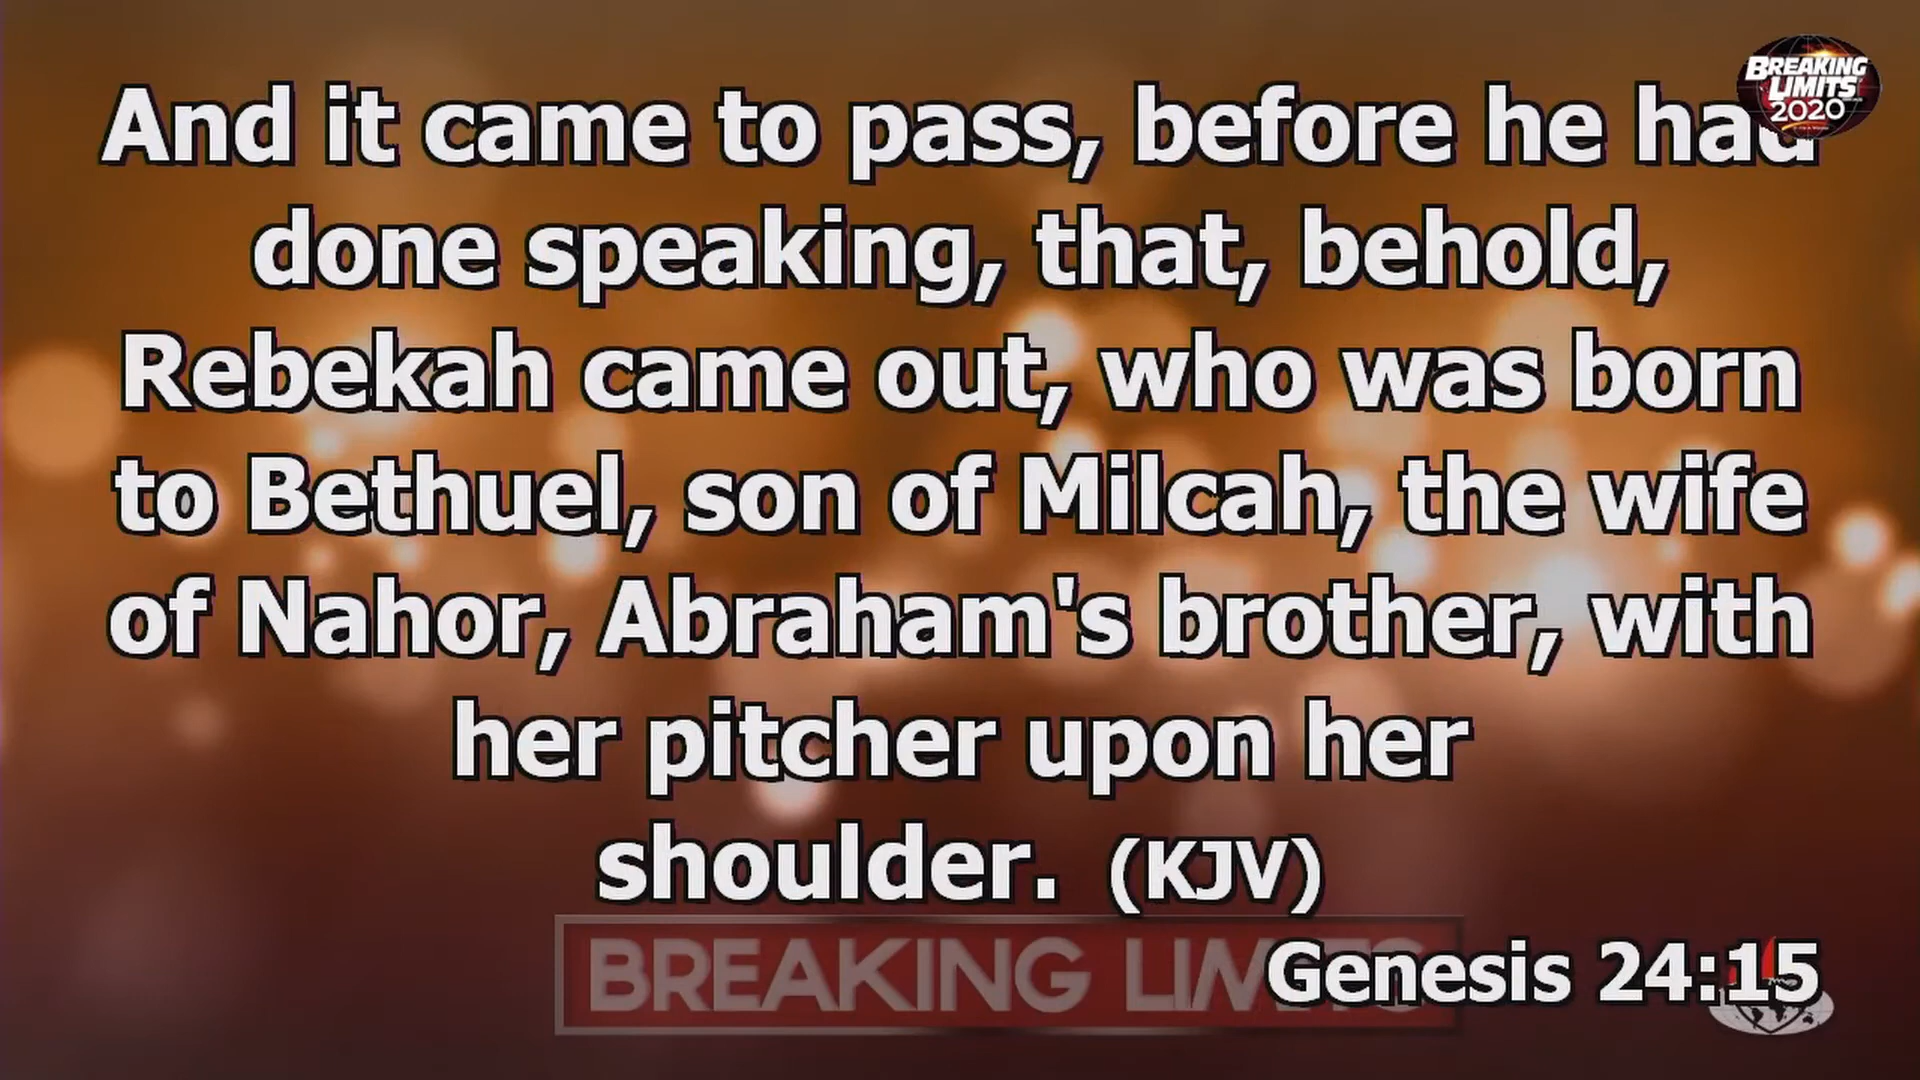 BREAKING
LIMITS
2020
And it came to pass, before he had
done speaking, that, behold,
Rebekah came out, who was born
to Bethuel, son of Milcah, the wife
of Nahor, Abraham's brother, with
her pitcher upon her
shoulder. (KJV)
BREAKING LIMITS
Genesis 24:15